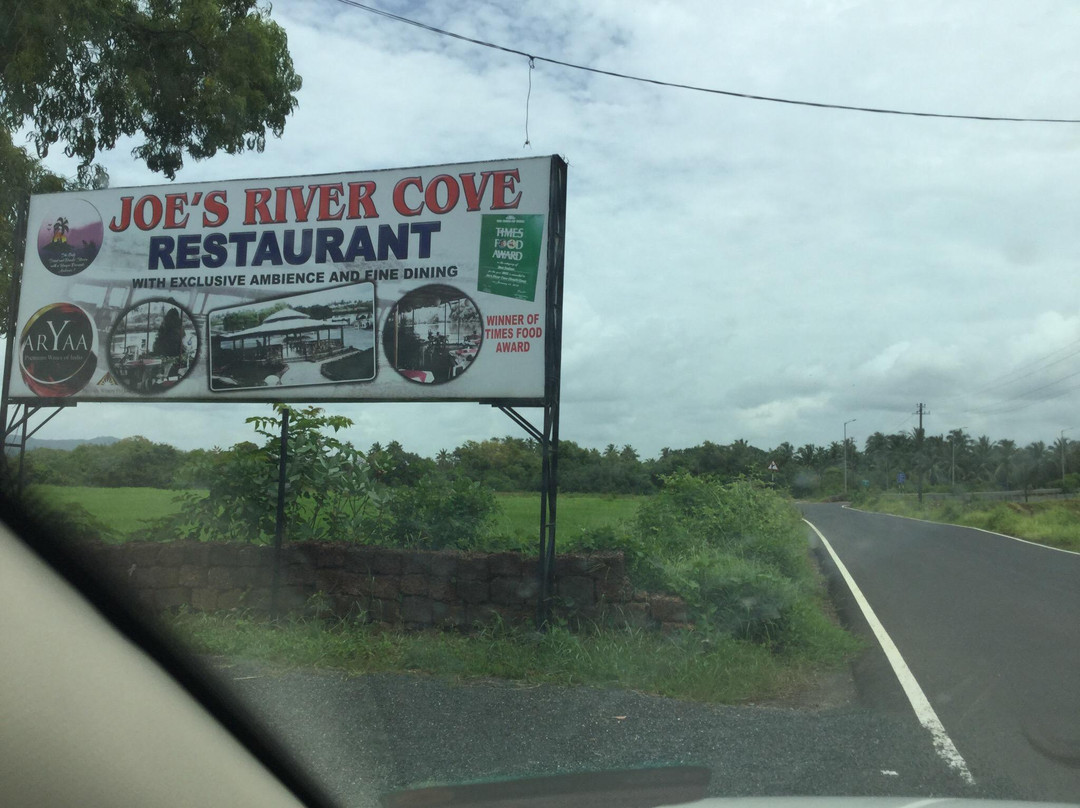 JOE'S RIVER COVE
RESTAURANT
WITH EXCLUSIVE AMBIENCE AND FINE DINING
TIMES
FOOD
AWARD
WINNER OF
TIMES FOOD
AWARD
ARYAA